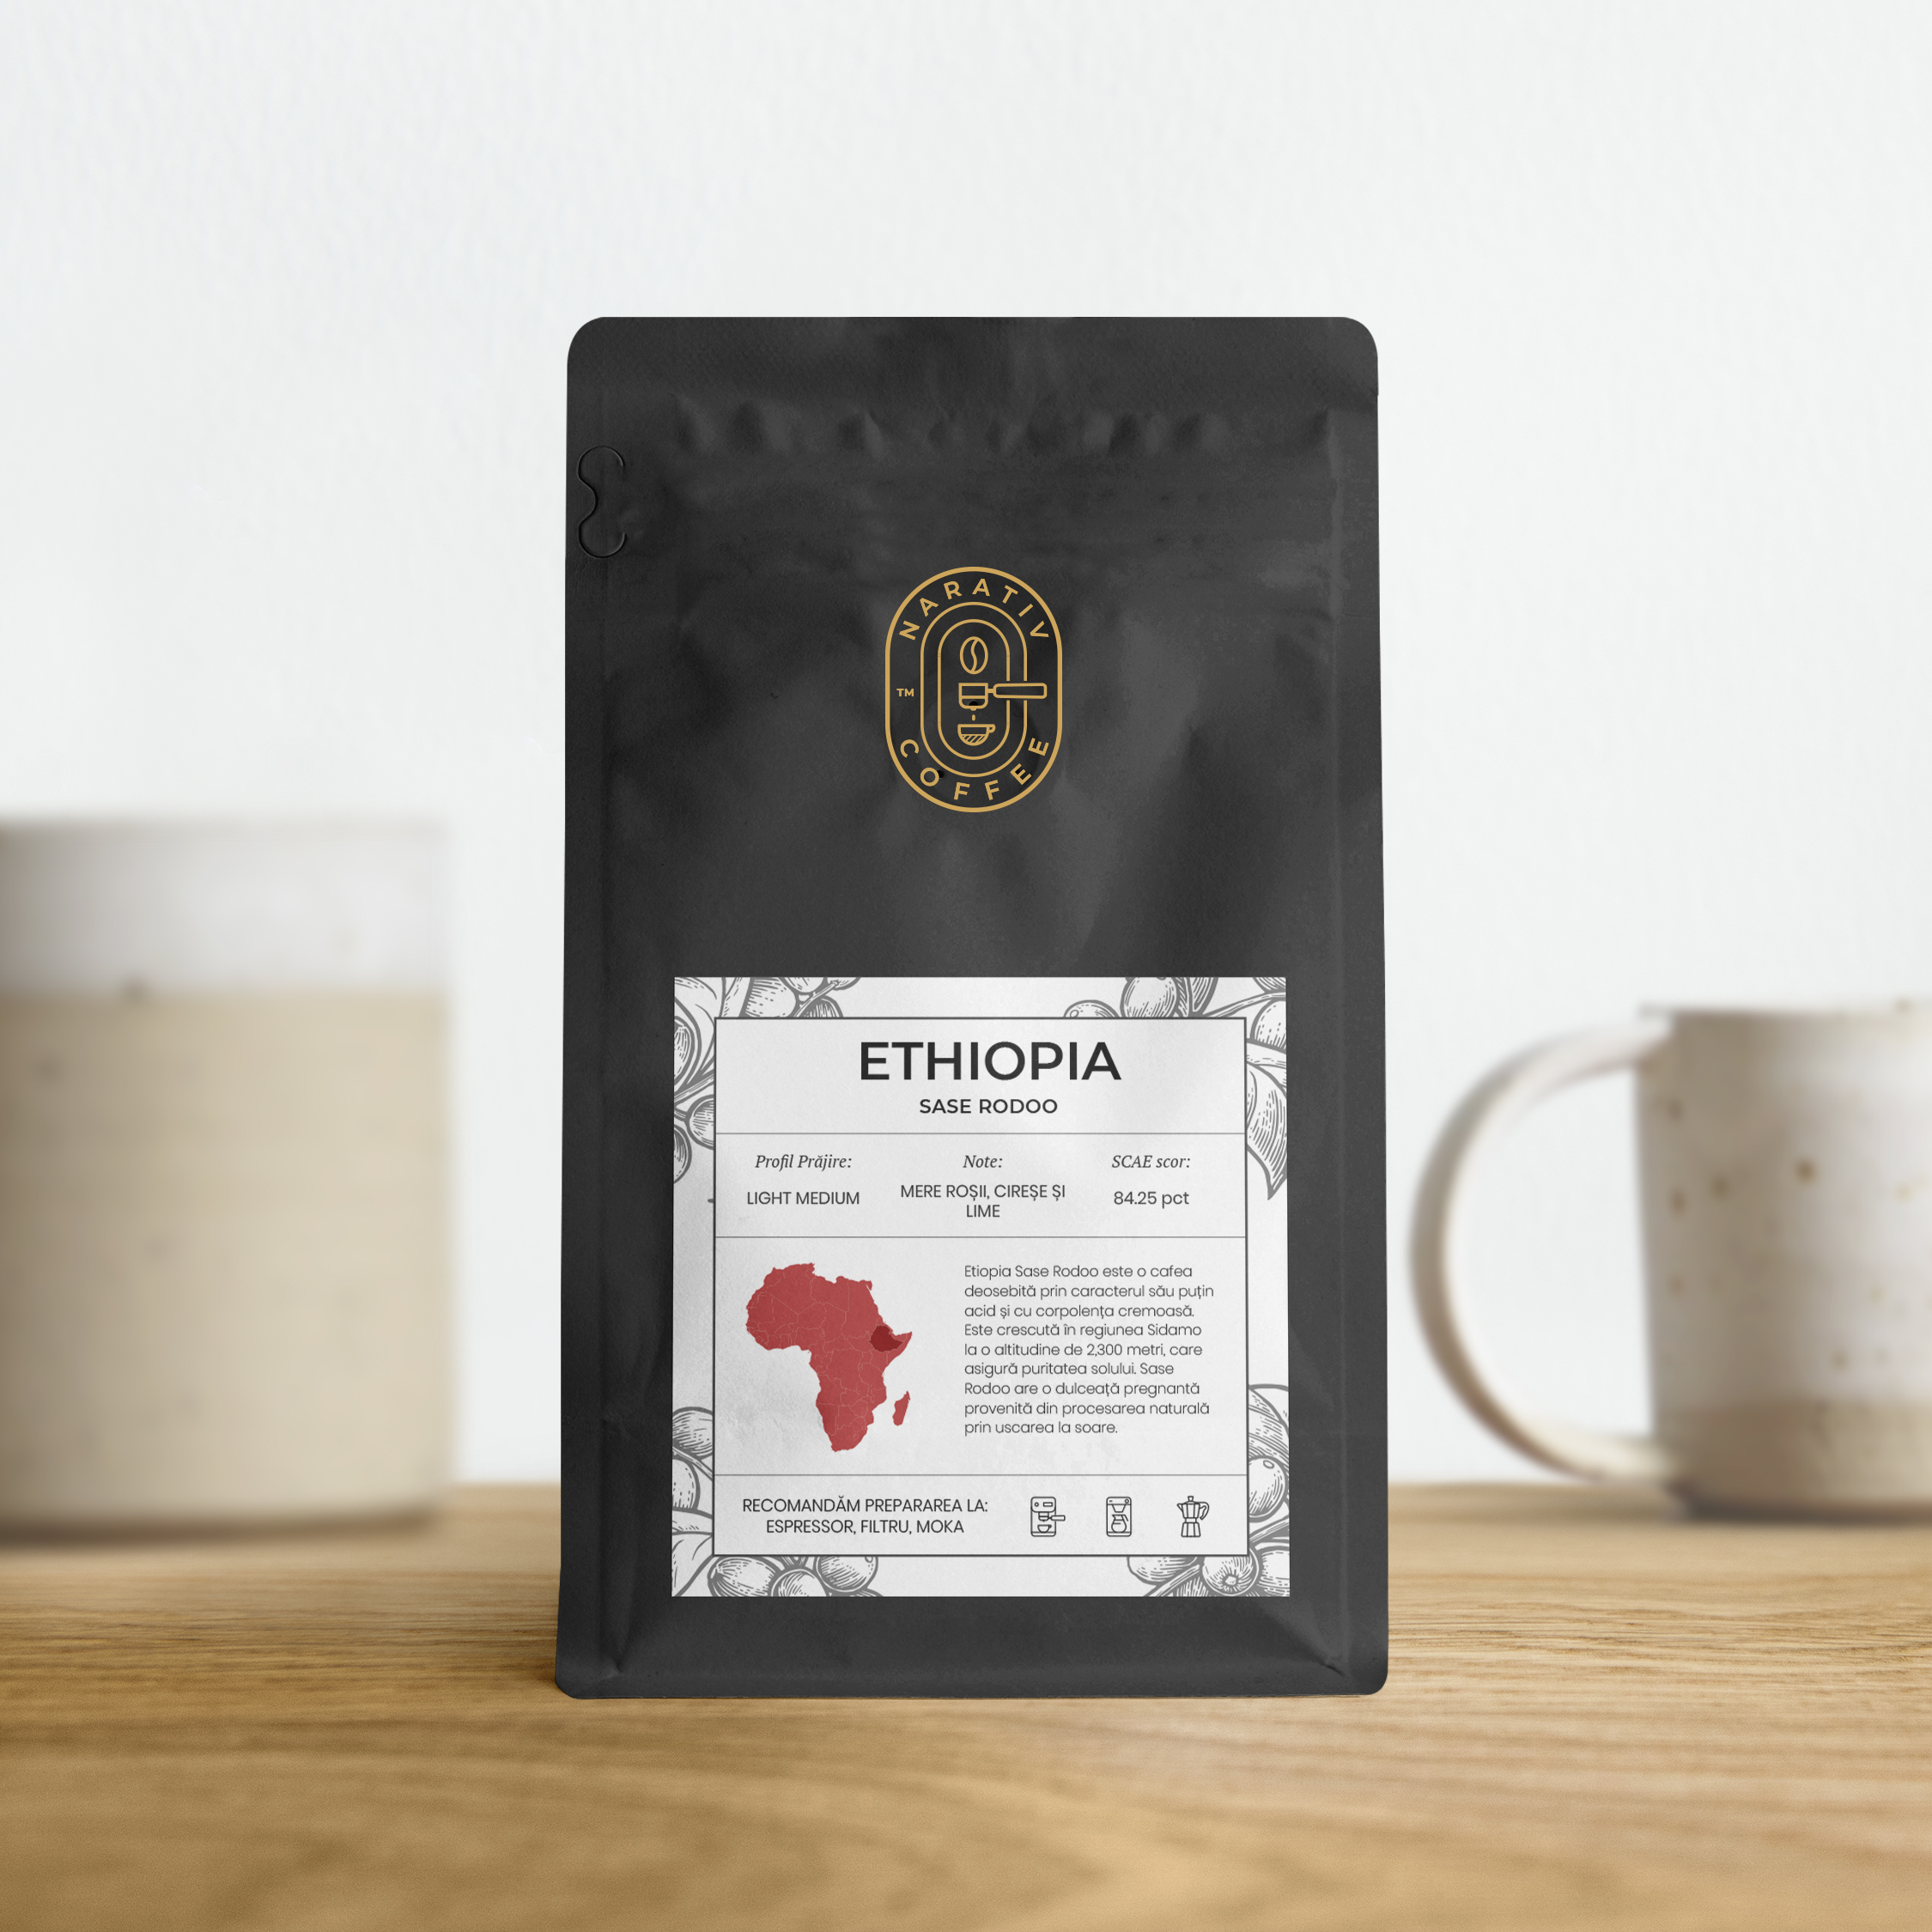 NARATIV
TM
COFFEE
ETHIOPIA
SASE RODOO
Profil Prăjire:
LIGHT MEDIUM
Note:
MERE ROȘII, CIREȘE ȘI
LIME
SCAE scor:
84.25 pct
Etiopia Sase Rodoo este o cafea
deosebită prin caracterul său puțin
acid și cu corpolența cremoasă.
Este crescută în regiunea Sidamo
la o altitudine de 2,300 metri, care
asigură puritatea solului. Sase
Rodoo are o dulceață pregnantă
provenită din procesarea naturală
prin uscarea la soare.
RECOMANDĂM PREPARAREA LA:
ESPRESSOR, FILTRU, MOKA